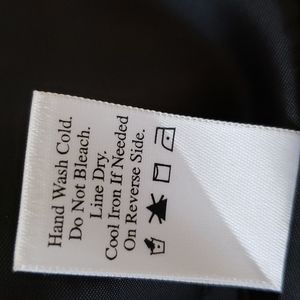 Hand Wash Cold.
Do Not Bleach.
Line Dry.
Cool Iron If Needed
On Reverse Side.